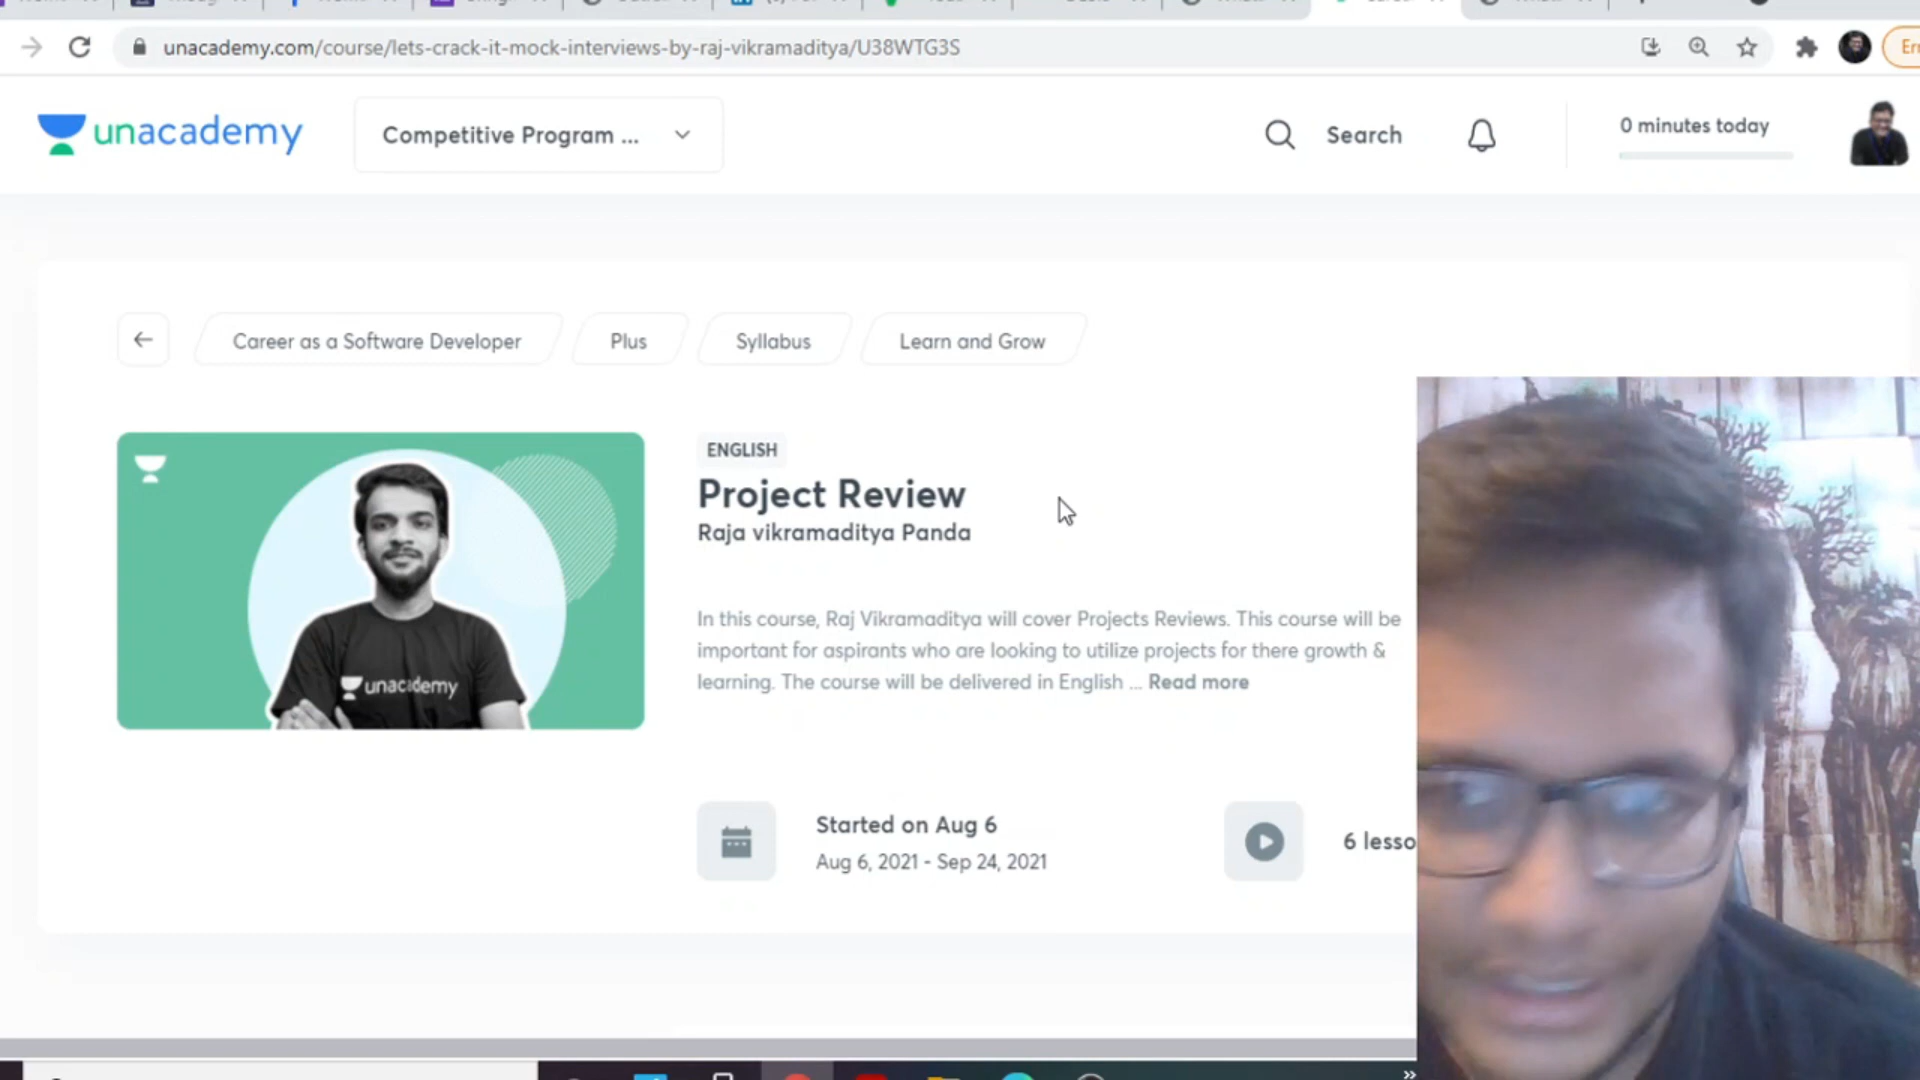 unacademy.com/course/lets-crack-it-mock-interviews-by-raj-vikramaditya/U38WTG3S
unacademy
Competitive Program ...
Search
0 minutes today
Career as a Software Developer
Plus
Syllabus
Learn and Grow
ENGLISH
Project Review
Raja vikramaditya Panda
unacademy
In this course, Raj Vikramaditya will cover Projects Reviews. This course will be
important for aspirants who are looking to utilize projects for there growth &
learning. The course will be delivered in English ... Read more
Started on Aug 6
Aug 6, 2021 - Sep 24, 2021
6 lesso